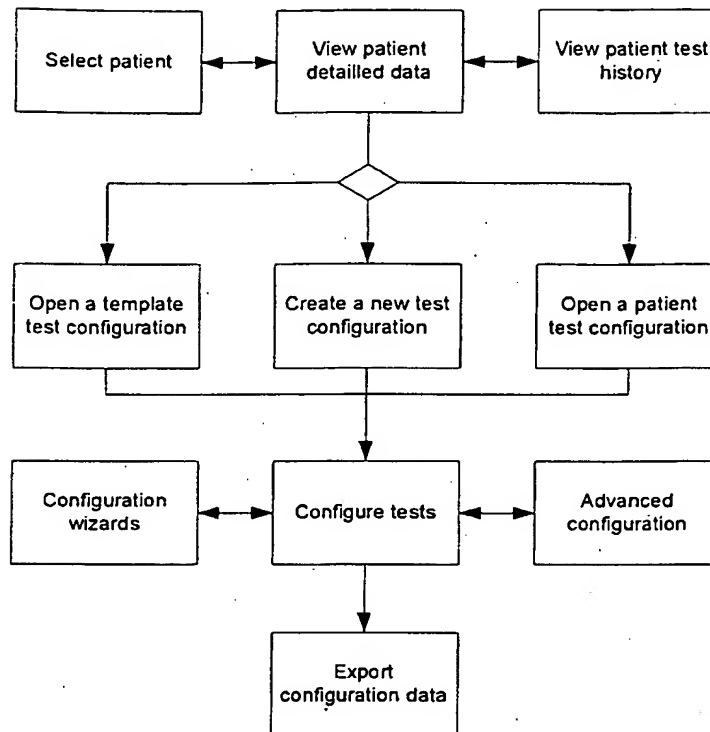 Select patient
View patient
detailled data
View patient test
history
Open a template
test configuration
Create a new test
configuration
Open a patient
test configuration
Configuration
wizards
Configure tests
Advanced
configuration
Export
configuration data